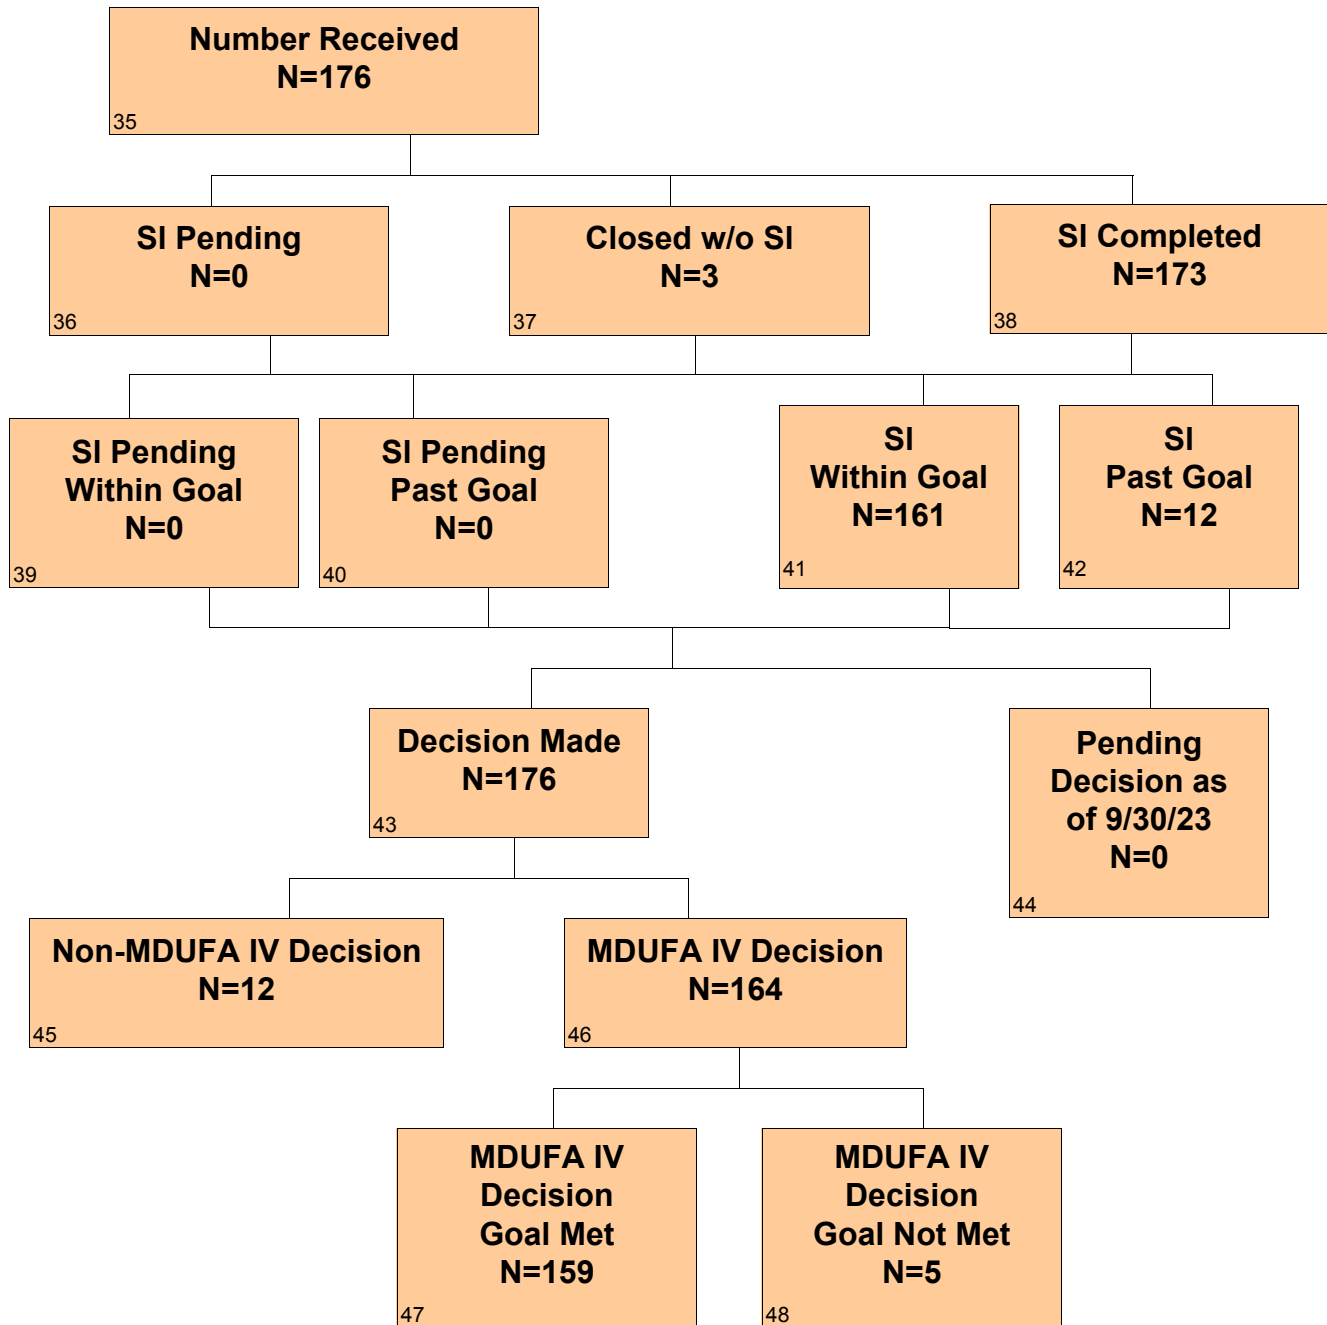 Number Received
N=176
35
SI Pending
N=0
36
Closed w/o SI
N=3
37
SI Completed
N=173
38
SI Pending
Within Goal
N=0
39
SI Pending
Past Goal
N=0
40
SI
Within Goal
N=161
41
SI
Past Goal
N=12
42
Decision Made
N=176
43
Pending
Decision as
of 9/30/23
N=0
44
Non-MDUFA IV Decision
N=12
45
MDUFA IV Decision
N=164
46
MDUFA IV
Decision
Goal Met
N=159
47
MDUFA IV
Decision
Goal Not Met
N=5
48